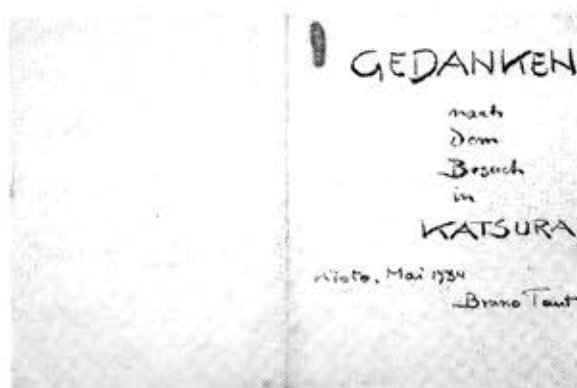 GEDANKEN
nach
Dem
Besuch
in
KATSURA
Kioto, Mai 1934
Bruno Taut